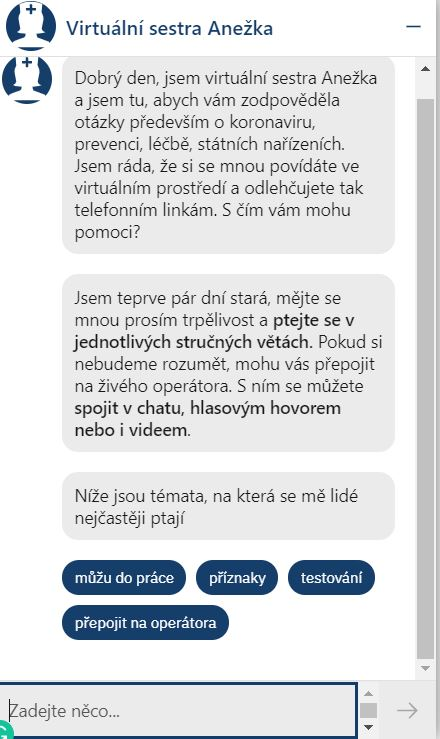 Virtuální sestra Anežka
Dobrý den, jsem virtuální sestra Anežka
a jsem tu, abych vám zodpověděla
otázky především o koronaviru,
prevenci, léčbě, státních nařízeních.
Jsem ráda, že si se mnou povídáte ve
virtuálním prostředí a odlehčujete tak
telefonním linkám. S čím vám mohu
pomoci?
Jsem teprve pár dní stará, mějte se
mnou prosím trpělivost a ptejte se v
jednotlivých stručných větách. Pokud si
nebudeme rozumět, mohu vás přepojit
na živého operátora. S ním se můžete
spojit v chatu, hlasovým hovorem
nebo i videem.
Níže jsou témata, na která se mě lidé
nejčastěji ptají
můžu do práce
příznaky
testování
přepojit na operátora
Zadejte něco...